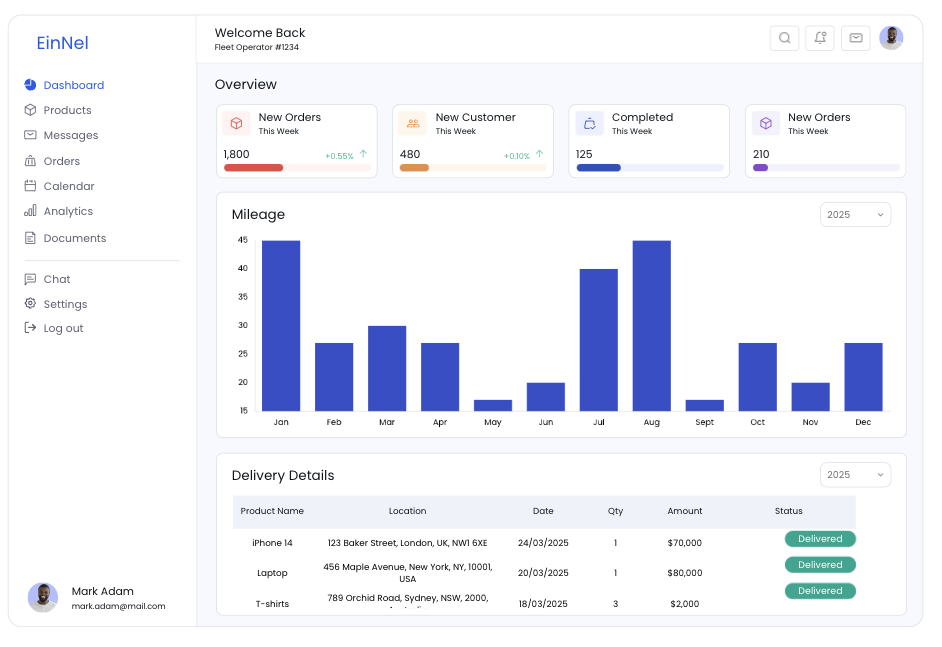 EinNel
Dashboard
Products
Messages
Orders
Calendar
Analytics
Documents
Chat
Settings
Log out
Mark Adam
mark.adam@mail.com
Welcome Back
Fleet Operator #1234
Overview
New Orders
This Week
1,800 +0.55%
New Customer
This Week
480 +0.10%
Completed
This Week
125
New Orders
This Week
210
Mileage 2025
45
40
35
30
25
20
15
Jan Feb Mar Apr May Jun Jul Aug Sept Oct Nov Dec
Delivery Details 2025
Product Name Location Date Qty Amount Status
iPhone 14 123 Baker Street, London, UK, NW1 6XE 24/03/2025 1 $70,000 Delivered
Laptop 456 Maple Avenue, New York, NY, 10001, USA 20/03/2025 1 $80,000 Delivered
T-shirts 789 Orchid Road, Sydney, NSW, 2000, 18/03/2025 3 $2,000 Delivered